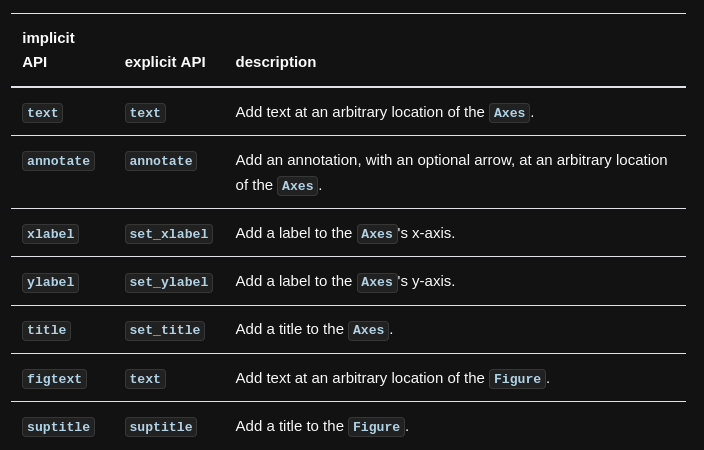 implicit
API explicit API description
text text Add text at an arbitrary location of the Axes.
annotate annotate Add an annotation, with an optional arrow, at an arbitrary location
of the Axes.
xlabel set_xlabel Add a label to the Axes's x-axis.
ylabel set_ylabel Add a label to the Axes's y-axis.
title set_title Add a title to the Axes.
figtext text Add text at an arbitrary location of the Figure.
suptitle suptitle Add a title to the Figure.